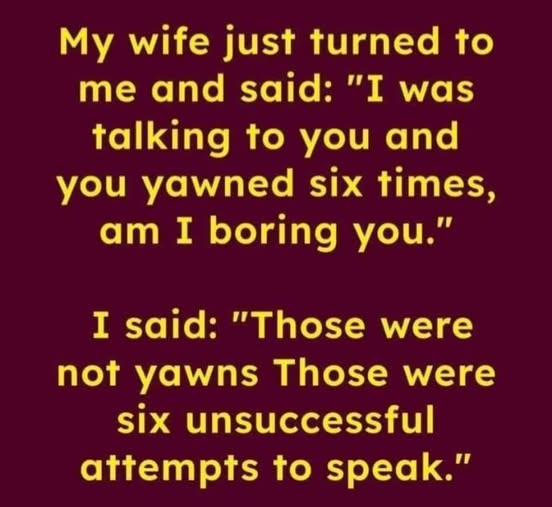 My wife just turned to
me and said: "I was
talking to you and
you yawned six times,
am I boring you."
I said: "Those were
not yawns Those were
six unsuccessful
attempts to speak."